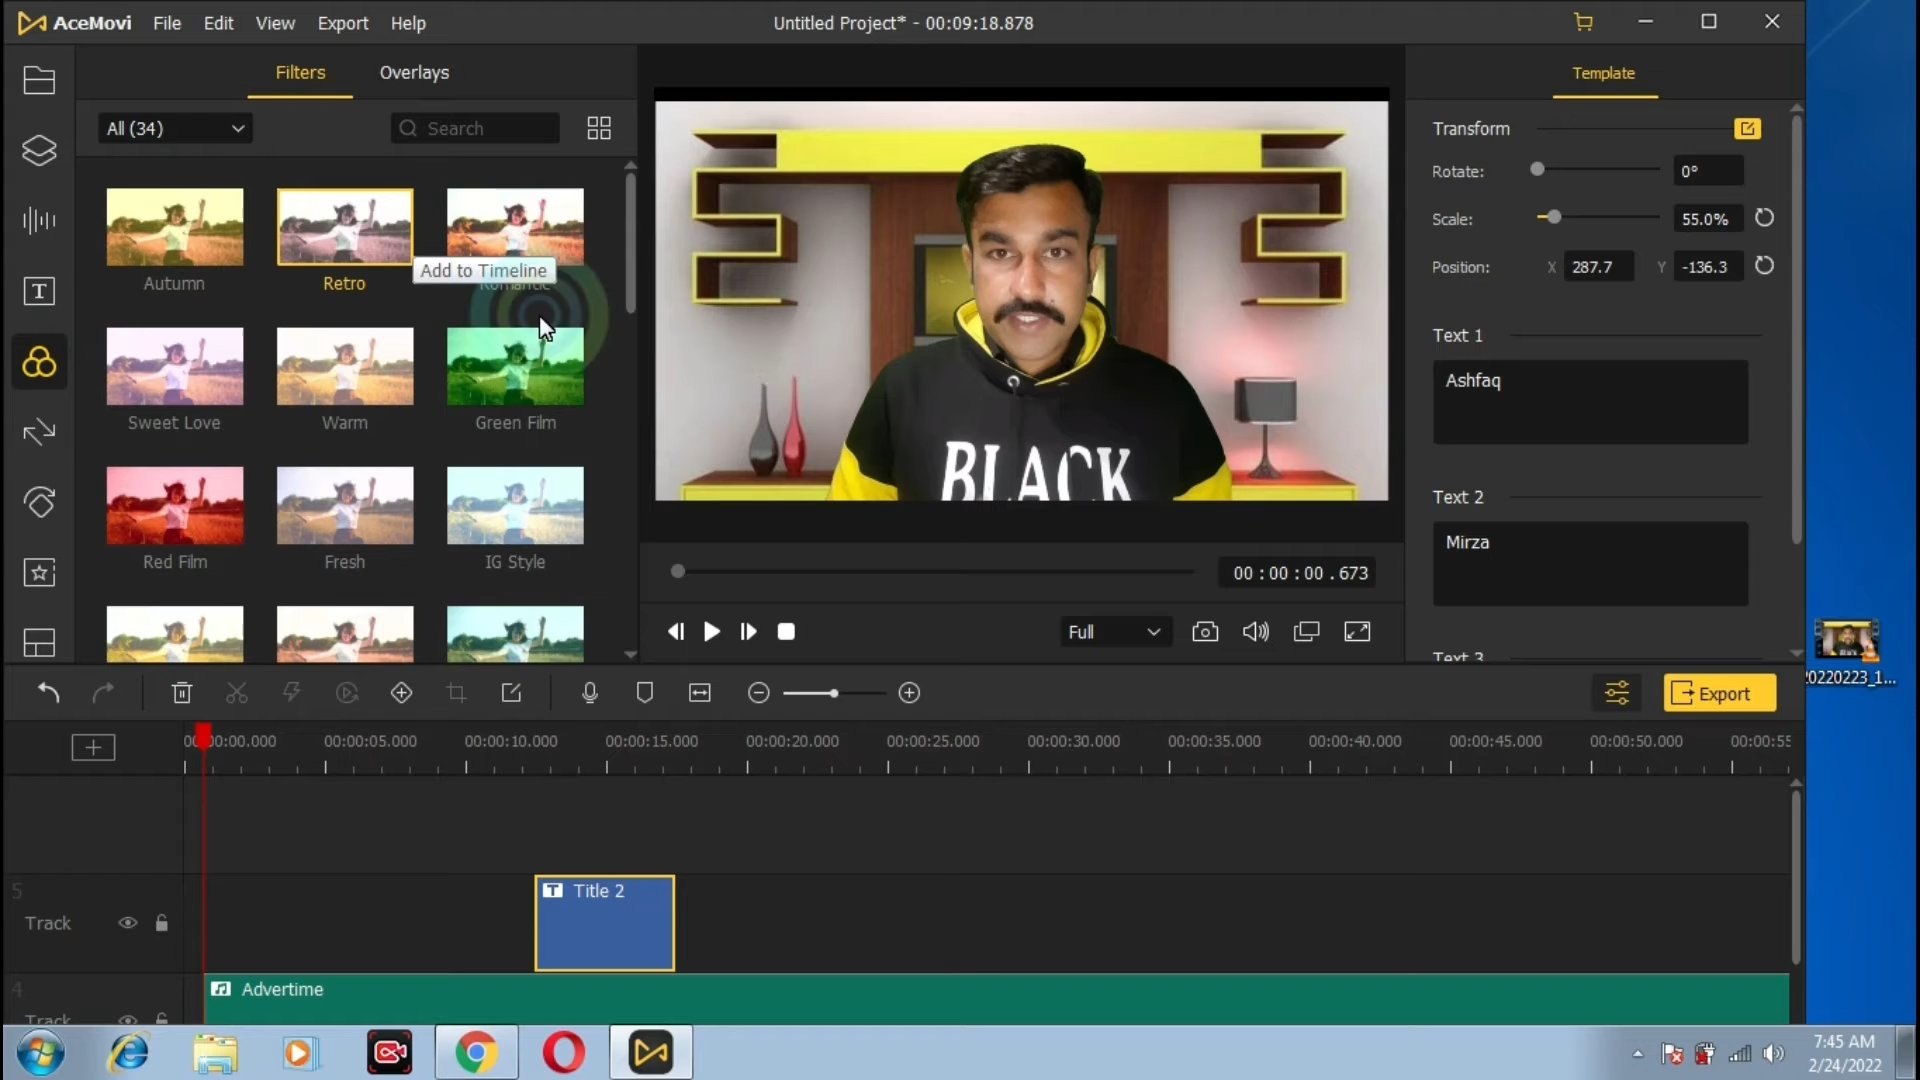 AceMovi File Edit View Export Help
Untitled Project* - 00:09:18.878
Filters Overlays
Template
All (34)
Search
Transform
Rotate: 0°
Scale: 55.0%
Position: X 287.7 Y -136.3
Autumn Retro Romantic
Add to Timeline
Sweet Love Warm Green Film
Red Film Fresh IG Style
BLACK
Text 1
Ashfaq
Text 2
Mirza
Text 3
00 : 00 : 00 . 673
Full
20220223_1...
Export
00:00:00.000 00:00:05.000 00:00:10.000 00:00:15.000 00:00:20.000 00:00:25.000 00:00:30.000 00:00:35.000 00:00:40.000 00:00:45.000 00:00:50.000 00:00:55
5
Track
T Title 2
4
Track
Advertime
7:45 AM
2/24/2022